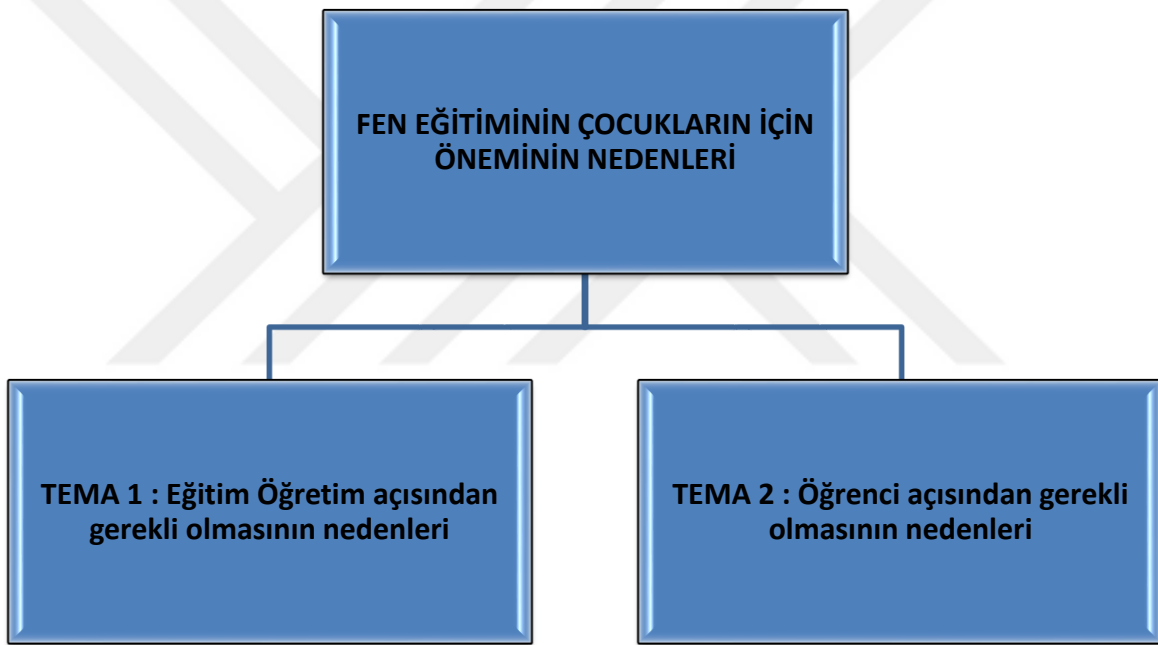 FEN EĞİTİMİNİN ÇOCUKLARIN İÇİN
ÖNEMİNİN NEDENLERİ
TEMA 1 : Eğitim Öğretim açısından
gerekli olmasının nedenleri
TEMA 2 : Öğrenci açısından gerekli
olmasının nedenleri